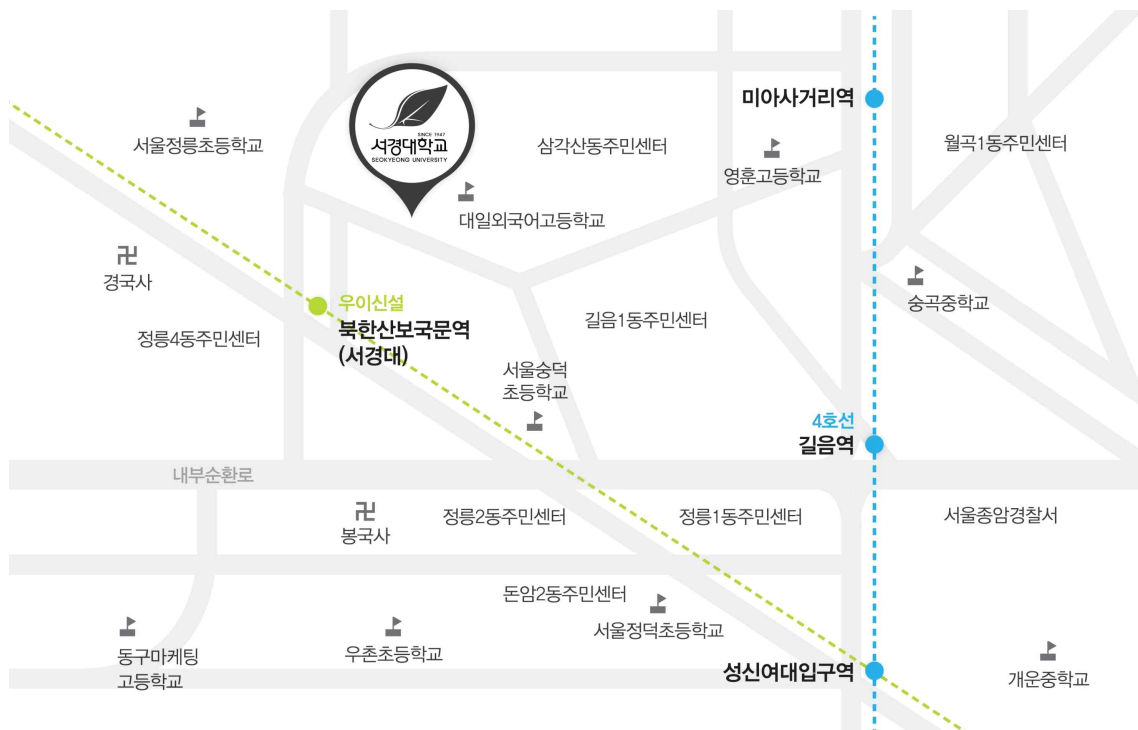 미아사거리역
SINCE 1947
서경대학교
SEOKYEONG UNIVERSITY
서울정릉초등학교
삼각산동주민센터
월곡1동주민센터
영훈고등학교
대일외국어고등학교
경국사
우이신설
북한산보국문역
(서경대)
숭곡중학교
길음1동주민센터
정릉4동주민센터
서울숭덕
초등학교
4호선
길음역
내부순환로
봉국사
정릉2동주민센터
정릉1동주민센터
서울종암경찰서
돈암2동주민센터
서울정덕초등학교
동구마케팅
고등학교
우촌초등학교
성신여대입구역
개운중학교